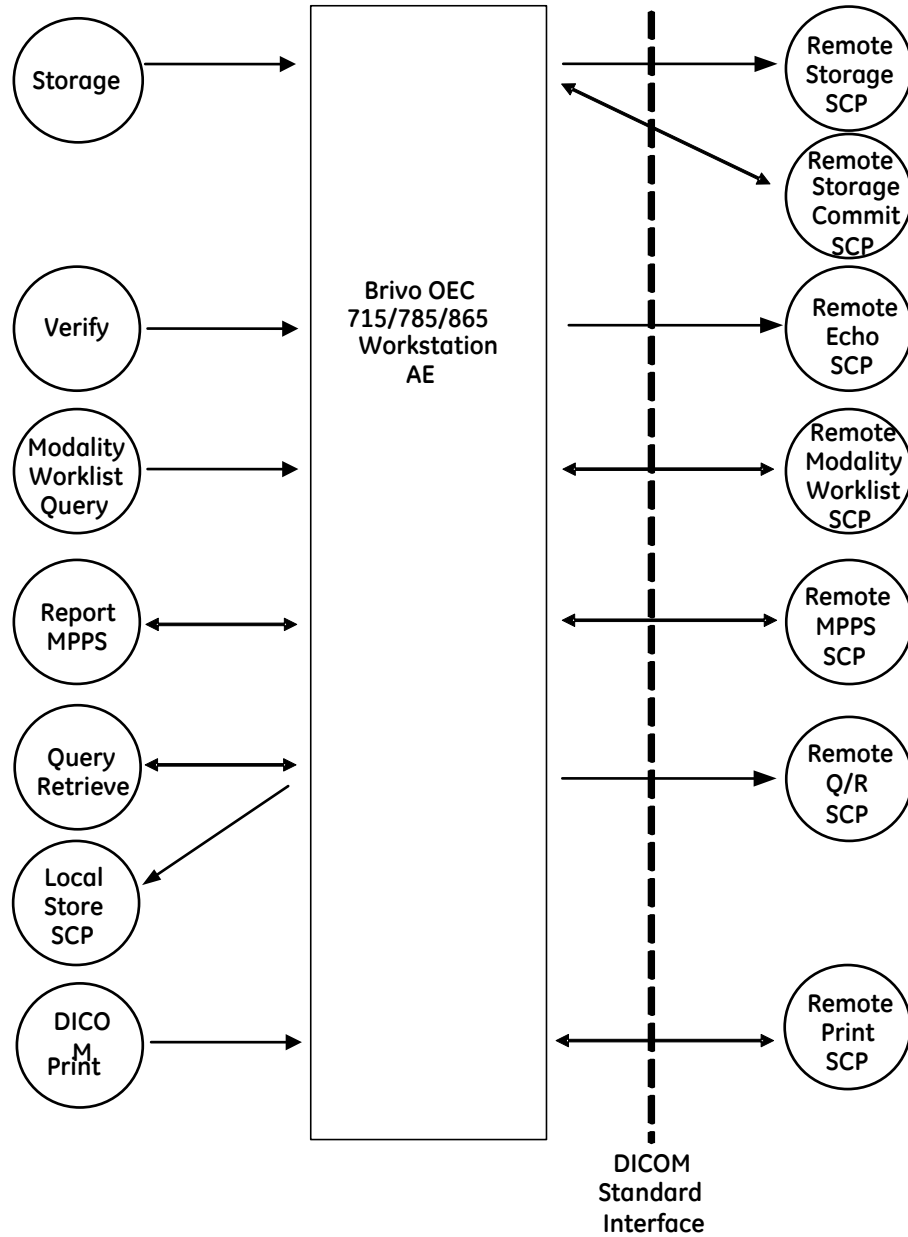 Storage
Verify
Modality
Worklist
Query
Report
MPPS
Query
Retrieve
Local
Store
SCP
DICO
M
Print
Brivo OEC
715/785/865
Workstation
AE
Remote
Storage
SCP
Remote
Storage
Commit
SCP
Remote
Echo
SCP
Remote
Modality
Worklist
SCP
Remote
MPPS
SCP
Remote
Q/R
SCP
Remote
Print
SCP
DICOM
Standard
Interface